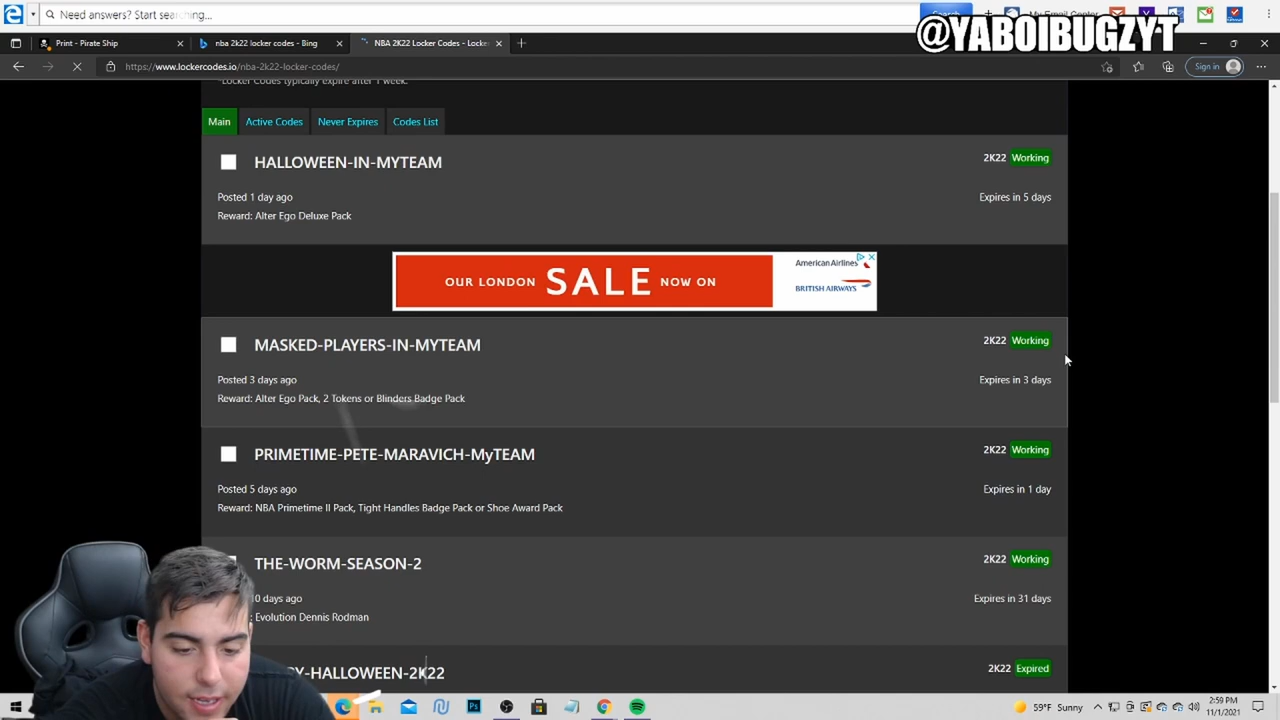 Need answers? Start searching...
Search
My Email Center
@YABOIBUGZYT
Print - Pirate Ship
nba 2k22 locker codes - Bing
NBA 2K22 Locker Codes - Locker
https://www.lockercodes.io/nba-2k22-locker-codes/
Sign in
-Locker Codes typically expire after 1 week.
Main
Active Codes
Never Expires
Codes List
HALLOWEEN-IN-MYTEAM
2K22 Working
Posted 1 day ago
Expires in 5 days
Reward: Alter Ego Deluxe Pack
OUR LONDON SALE NOW ON
American Airlines
BRITISH AIRWAYS
MASKED-PLAYERS-IN-MYTEAM
2K22 Working
Posted 3 days ago
Expires in 3 days
Reward: Alter Ego Pack, 2 Tokens or Blinders Badge Pack
PRIMETIME-PETE-MARAVICH-MyTEAM
2K22 Working
Posted 5 days ago
Expires in 1 day
Reward: NBA Primetime II Pack, Tight Handles Badge Pack or Shoe Award Pack
THE-WORM-SEASON-2
2K22 Working
0 days ago
Expires in 31 days
: Evolution Dennis Rodman
Y-HALLOWEEN-2K22
2K22 Expired
59°F Sunny
2:59 PM
11/1/2021